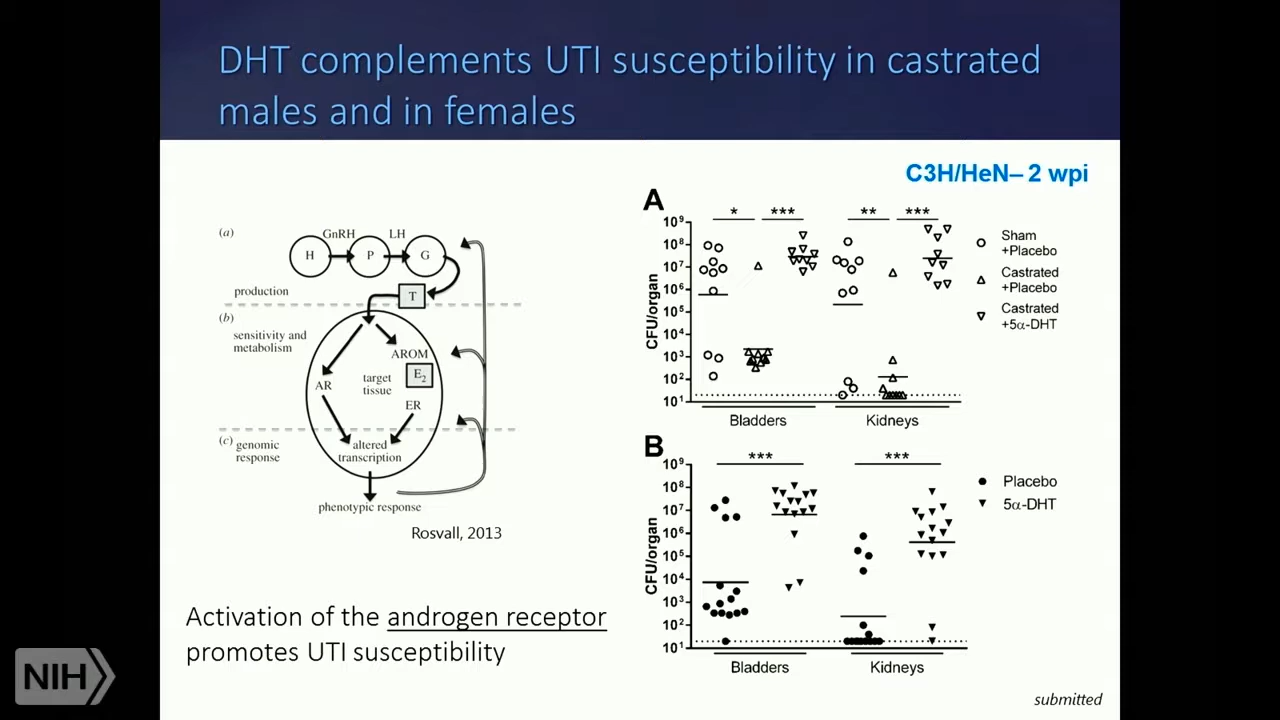 DHT complements UTI susceptibility in castrated
males and in females
C3H/HeN– 2 wpi
(a)
GnRH
LH
H
P
G
production
T
(b)
sensitivity and
metabolism
AROM
AR
target
tissue
E2
ER
(c) genomic
response
altered
transcription
phenotypic response
Rosvall, 2013
Activation of the androgen receptor
promotes UTI susceptibility
A
* *** ** ***
10⁹
10⁸
10⁷
10⁶
10⁵
10⁴
10³
10²
10¹
CFU/organ
Bladders
Kidneys
Sham
+Placebo
Castrated
+Placebo
Castrated
+5α-DHT
B
*** ***
10⁹
10⁸
10⁷
10⁶
10⁵
10⁴
10³
10²
10¹
CFU/organ
Bladders
Kidneys
Placebo
5α-DHT
submitted
NIH